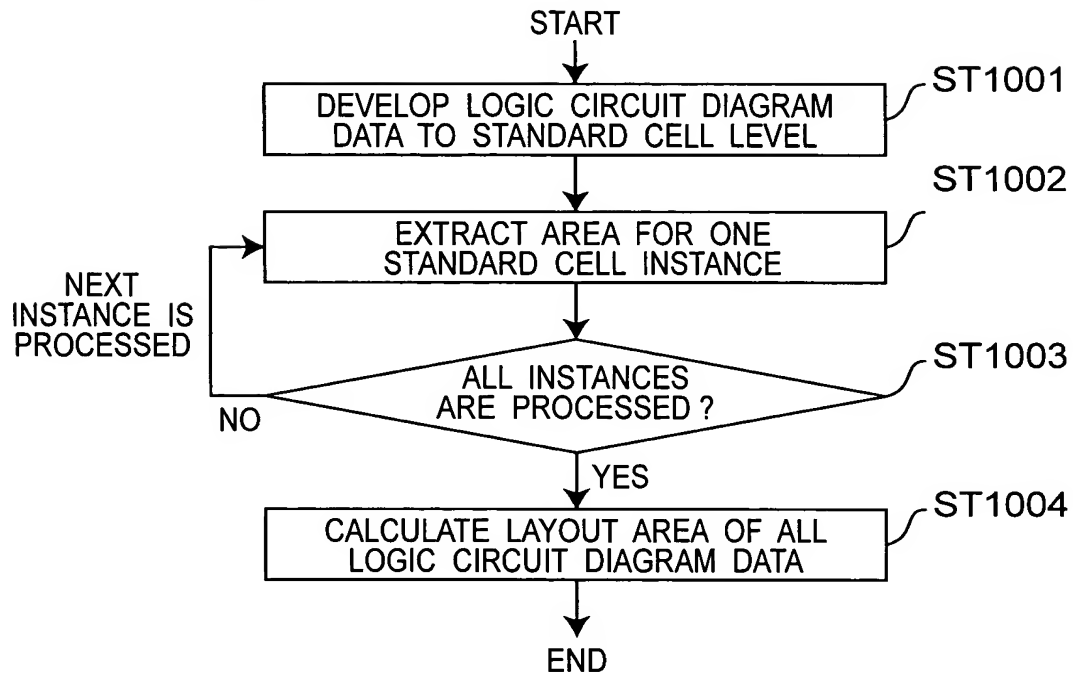 START
ST1001
DEVELOP LOGIC CIRCUIT DIAGRAM
DATA TO STANDARD CELL LEVEL
ST1002
EXTRACT AREA FOR ONE
STANDARD CELL INSTANCE
NEXT
INSTANCE IS
PROCESSED
ST1003
ALL INSTANCES
ARE PROCESSED ?
NO
YES
ST1004
CALCULATE LAYOUT AREA OF ALL
LOGIC CIRCUIT DIAGRAM DATA
END